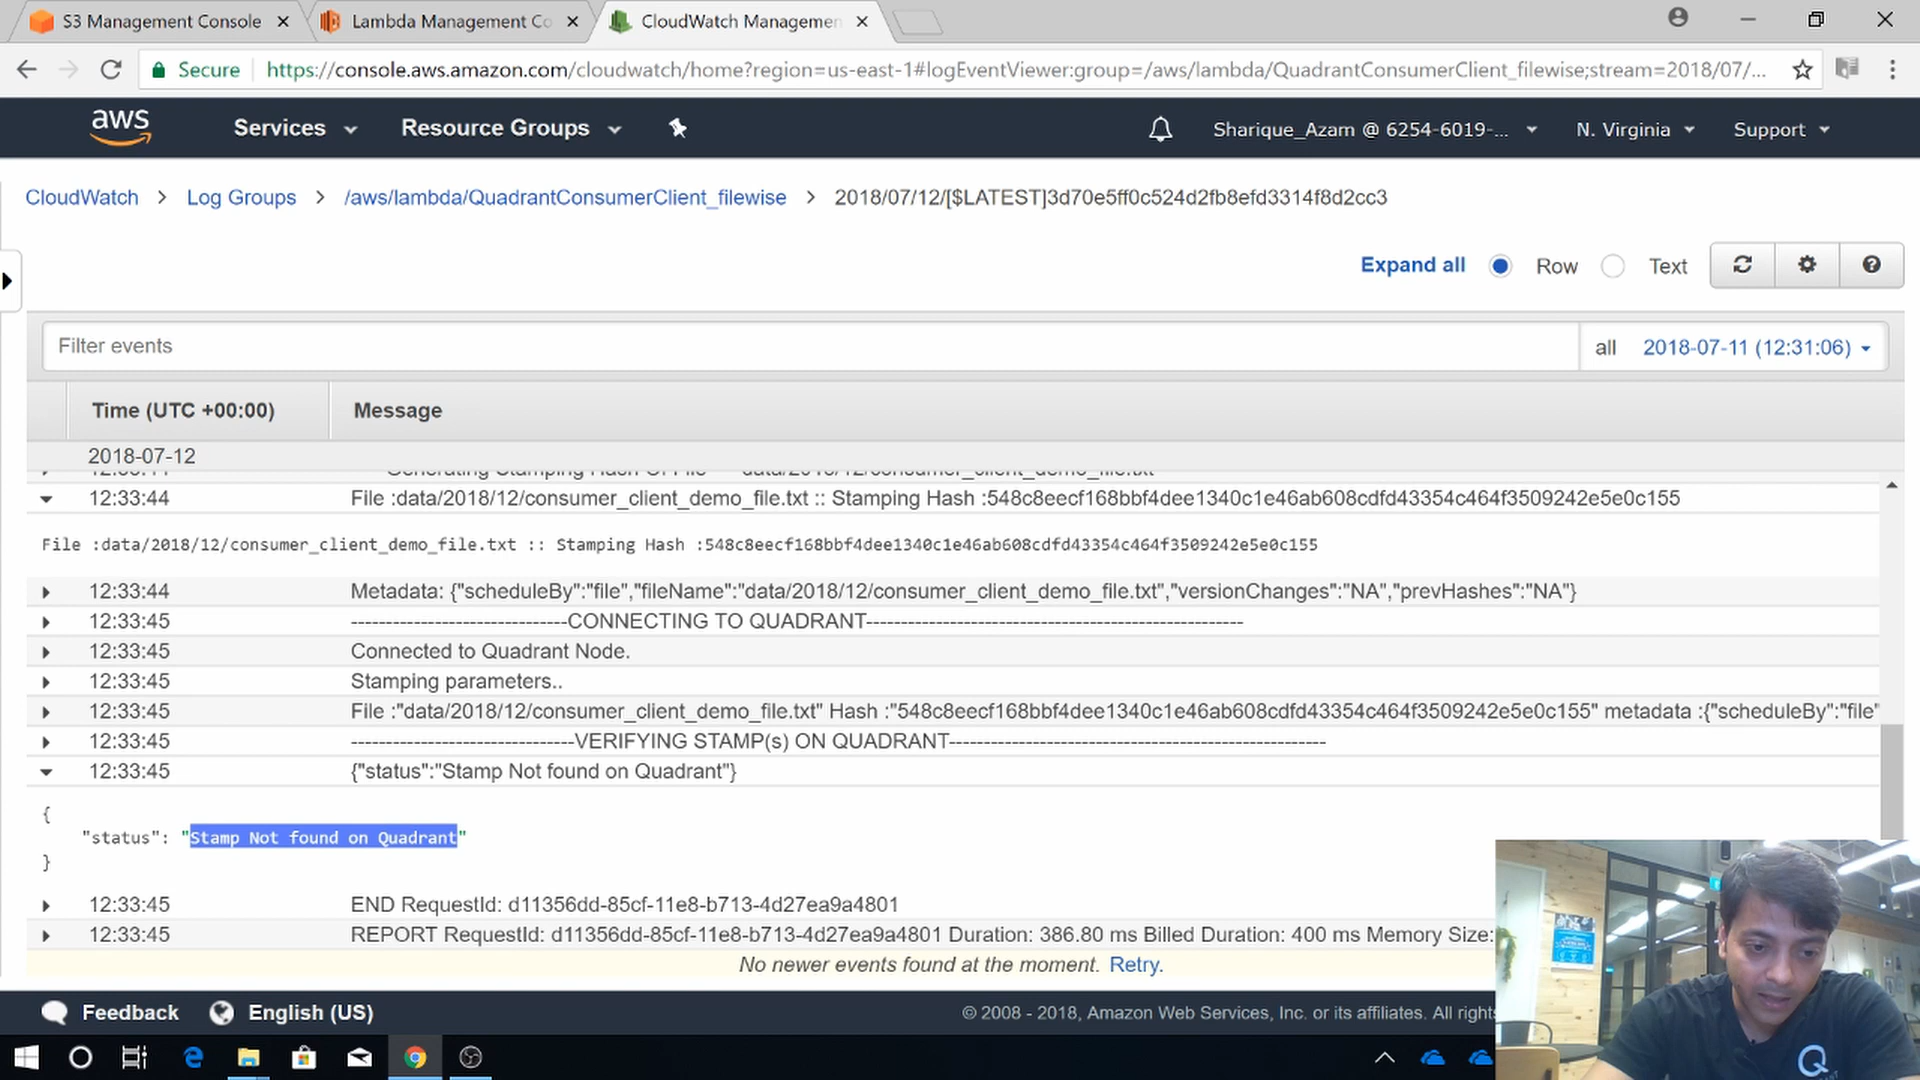 S3 Management Console
Lambda Management Co
CloudWatch Managemen
Secure
https://console.aws.amazon.com/cloudwatch/home?region=us-east-1#logEventViewer:group=/aws/lambda/QuadrantConsumerClient_filewise;stream=2018/07/...
aws
Services
Resource Groups
Sharique_Azam @ 6254-6019-...
N. Virginia
Support
CloudWatch
Log Groups
/aws/lambda/QuadrantConsumerClient_filewise
2018/07/12/[$LATEST]3d70e5ff0c524d2fb8efd3314f8d2cc3
Expand all
Row
Text
Filter events
all
2018-07-11 (12:31:06)
Time (UTC +00:00)
Message
2018-07-12
12:33:44 File :data/2018/12/consumer_client_demo_file.txt :: Stamping Hash :548c8eecf168bbf4dee1340c1e46ab608cdfd43354c464f3509242e5e0c155
File :data/2018/12/consumer_client_demo_file.txt :: Stamping Hash :548c8eecf168bbf4dee1340c1e46ab608cdfd43354c464f3509242e5e0c155
12:33:44 Metadata: {"scheduleBy":"file","fileName":"data/2018/12/consumer_client_demo_file.txt","versionChanges":"NA","prevHashes":"NA"}
12:33:45 -------------------------------CONNECTING TO QUADRANT------------------------------------------------------
12:33:45 Connected to Quadrant Node.
12:33:45 Stamping parameters..
12:33:45 File :"data/2018/12/consumer_client_demo_file.txt" Hash :"548c8eecf168bbf4dee1340c1e46ab608cdfd43354c464f3509242e5e0c155" metadata :{"scheduleBy":"file"
12:33:45 --------------------------------VERIFYING STAMP(s) ON QUADRANT------------------------------------------------------
12:33:45 {"status":"Stamp Not found on Quadrant"}
{
"status": "Stamp Not found on Quadrant"
}
12:33:45 END RequestId: d11356dd-85cf-11e8-b713-4d27ea9a4801
12:33:45 REPORT RequestId: d11356dd-85cf-11e8-b713-4d27ea9a4801 Duration: 386.80 ms Billed Duration: 400 ms Memory Size:
No newer events found at the moment. Retry.
Feedback
English (US)
© 2008 - 2018, Amazon Web Services, Inc. or its affiliates. All rights